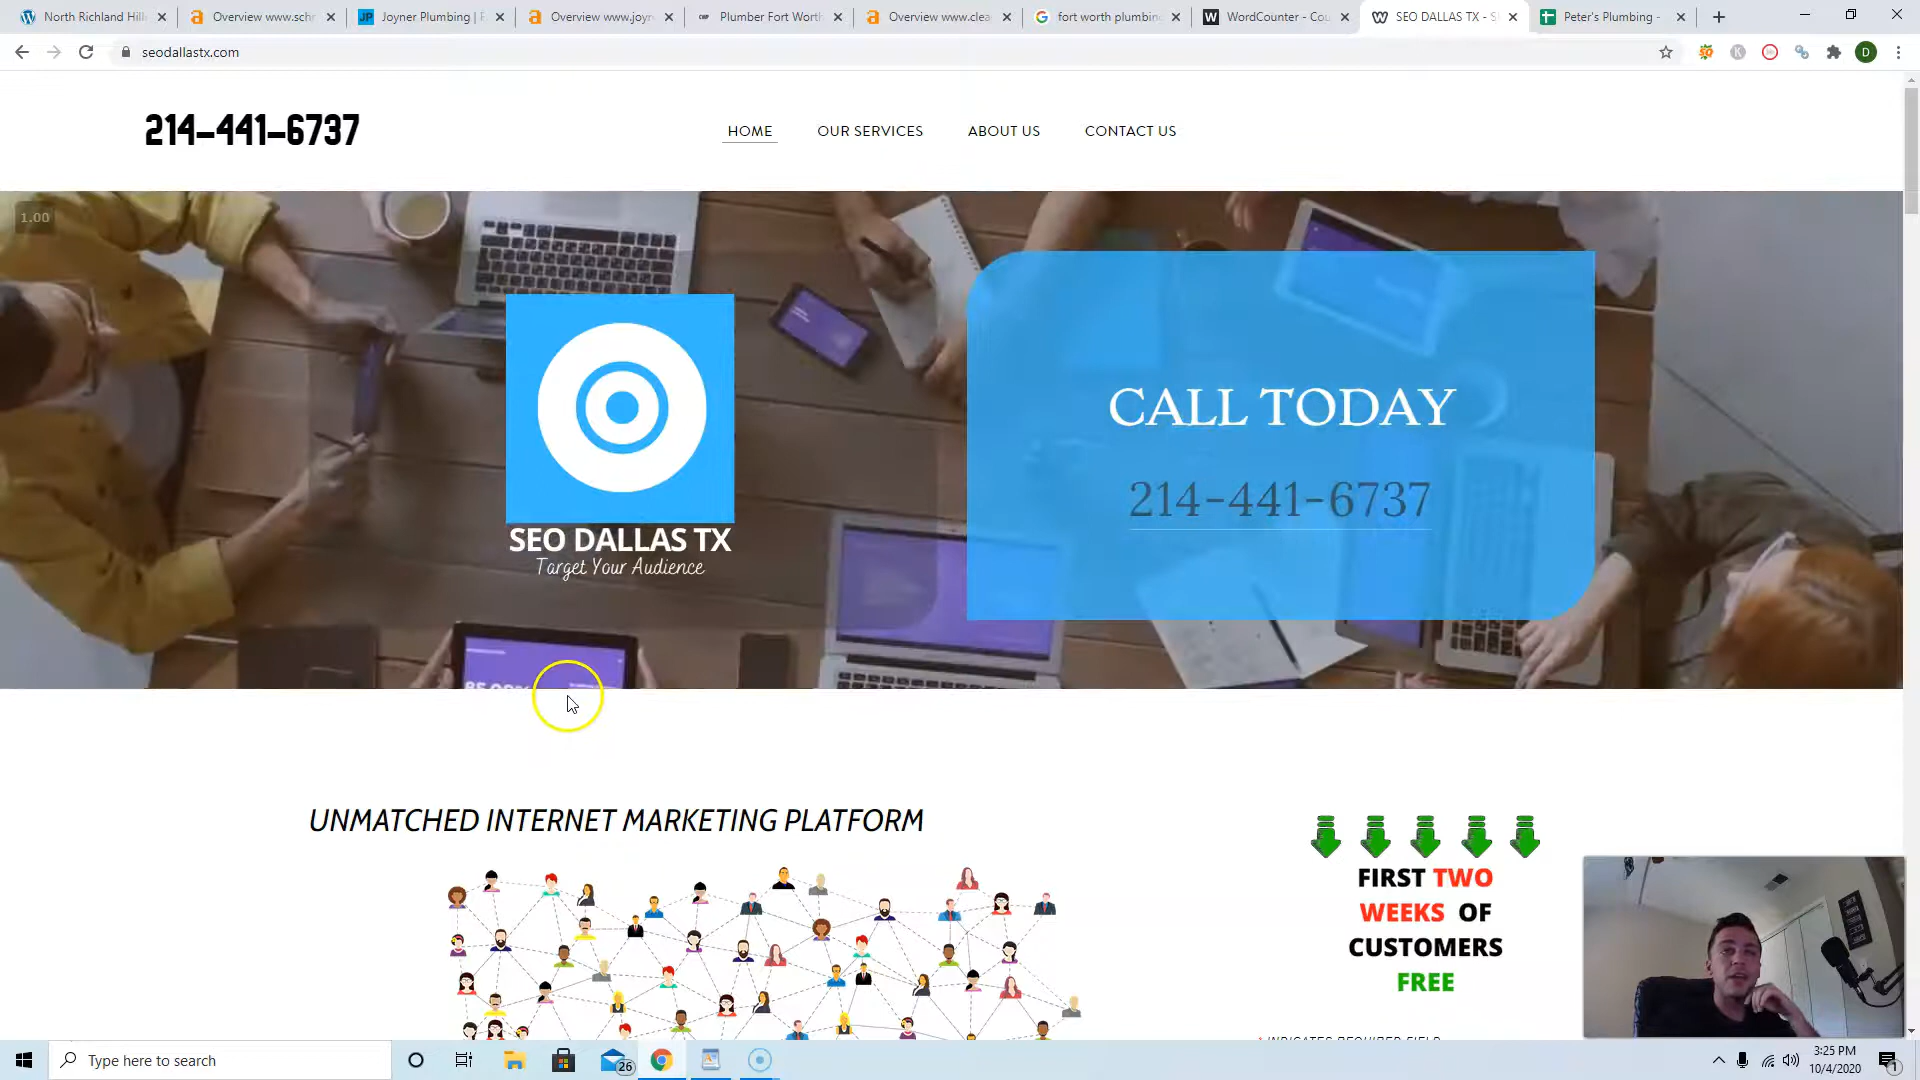 North Richland Hill
Overview www.schr
Joyner Plumbing | F
Overview www.joyn
Plumber Fort Worth
Overview www.clea
fort worth plumbing
WordCounter - Cou
SEO DALLAS TX - S
Peter's Plumbing -
seodallastx.com
D
214-441-6737
HOME
OUR SERVICES
ABOUT US
CONTACT US
1.00
CALL TODAY
214-441-6737
SEO DALLAS TX
Target Your Audience
UNMATCHED INTERNET MARKETING PLATFORM
FIRST TWO
WEEKS OF
CUSTOMERS
FREE
Type here to search
26
3:25 PM
10/4/2020
1